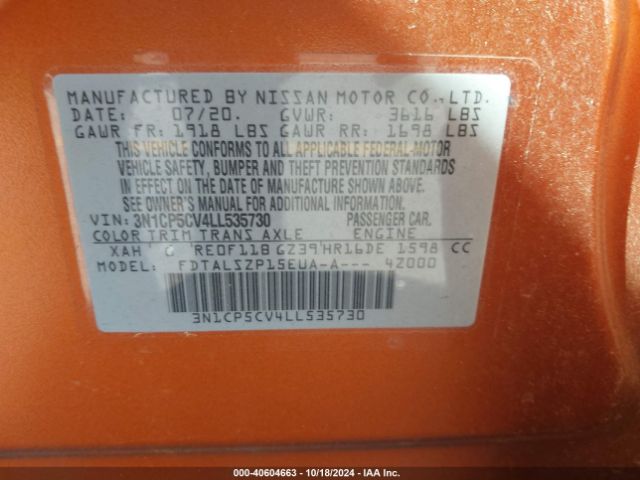 MANUFACTURED BY NISSAN MOTOR CO.,LTD.
DATE: 07/20. GVWR: 3616 LBS
GAWR FR: 1918 LBS GAWR RR: 1698 LBS
THIS VEHICLE CONFORMS TO ALL APPLICABLE FEDERAL MOTOR
VEHICLE SAFETY, BUMPER AND THEFT PREVENTION STANDARDS
IN EFFECT ON THE DATE OF MANUFACTURE SHOWN ABOVE.
SEE OWNER'S MANUAL FOR ADDITIONAL INFORMATION.
VIN: 3N1CP5CV4LL535730 PASSENGER CAR.
COLOR TRIM TRANS AXLE ENGINE
XAH G RE0F11B GZ39 HR16DE 1598 CC
MODEL: FDTALSZP15EUA-A--- 4Z000
3N1CP5CV4LL535730
000-40604663 | 10/18/2024 | IAA Inc.